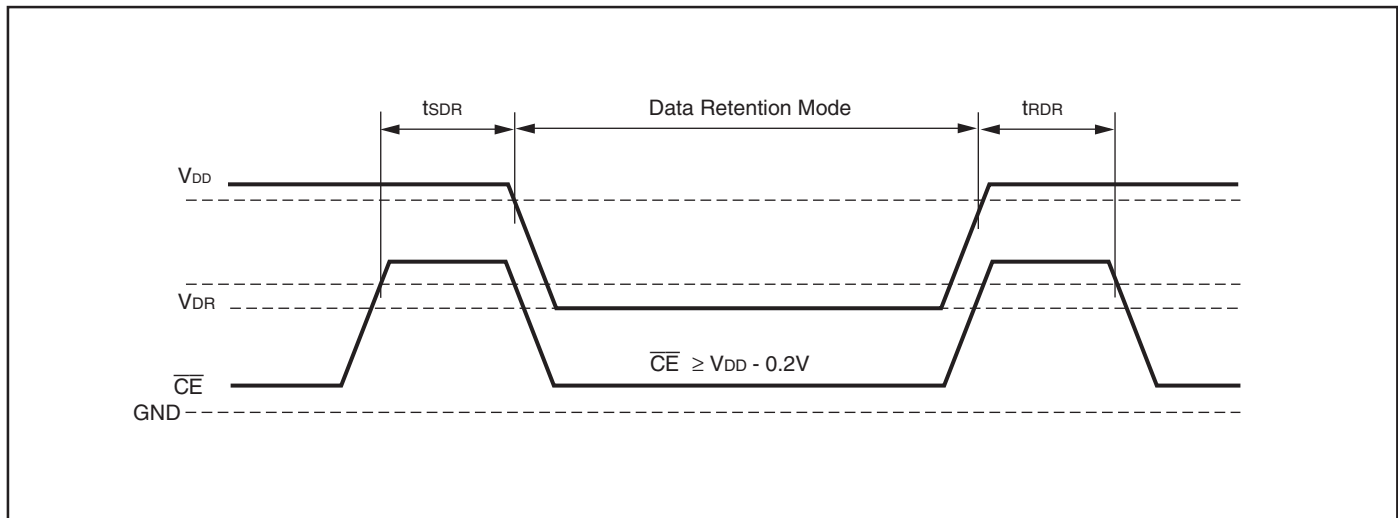 tSDR
Data Retention Mode
tRDR
VDD
VDR
CE ≥ VDD - 0.2V
CE
GND